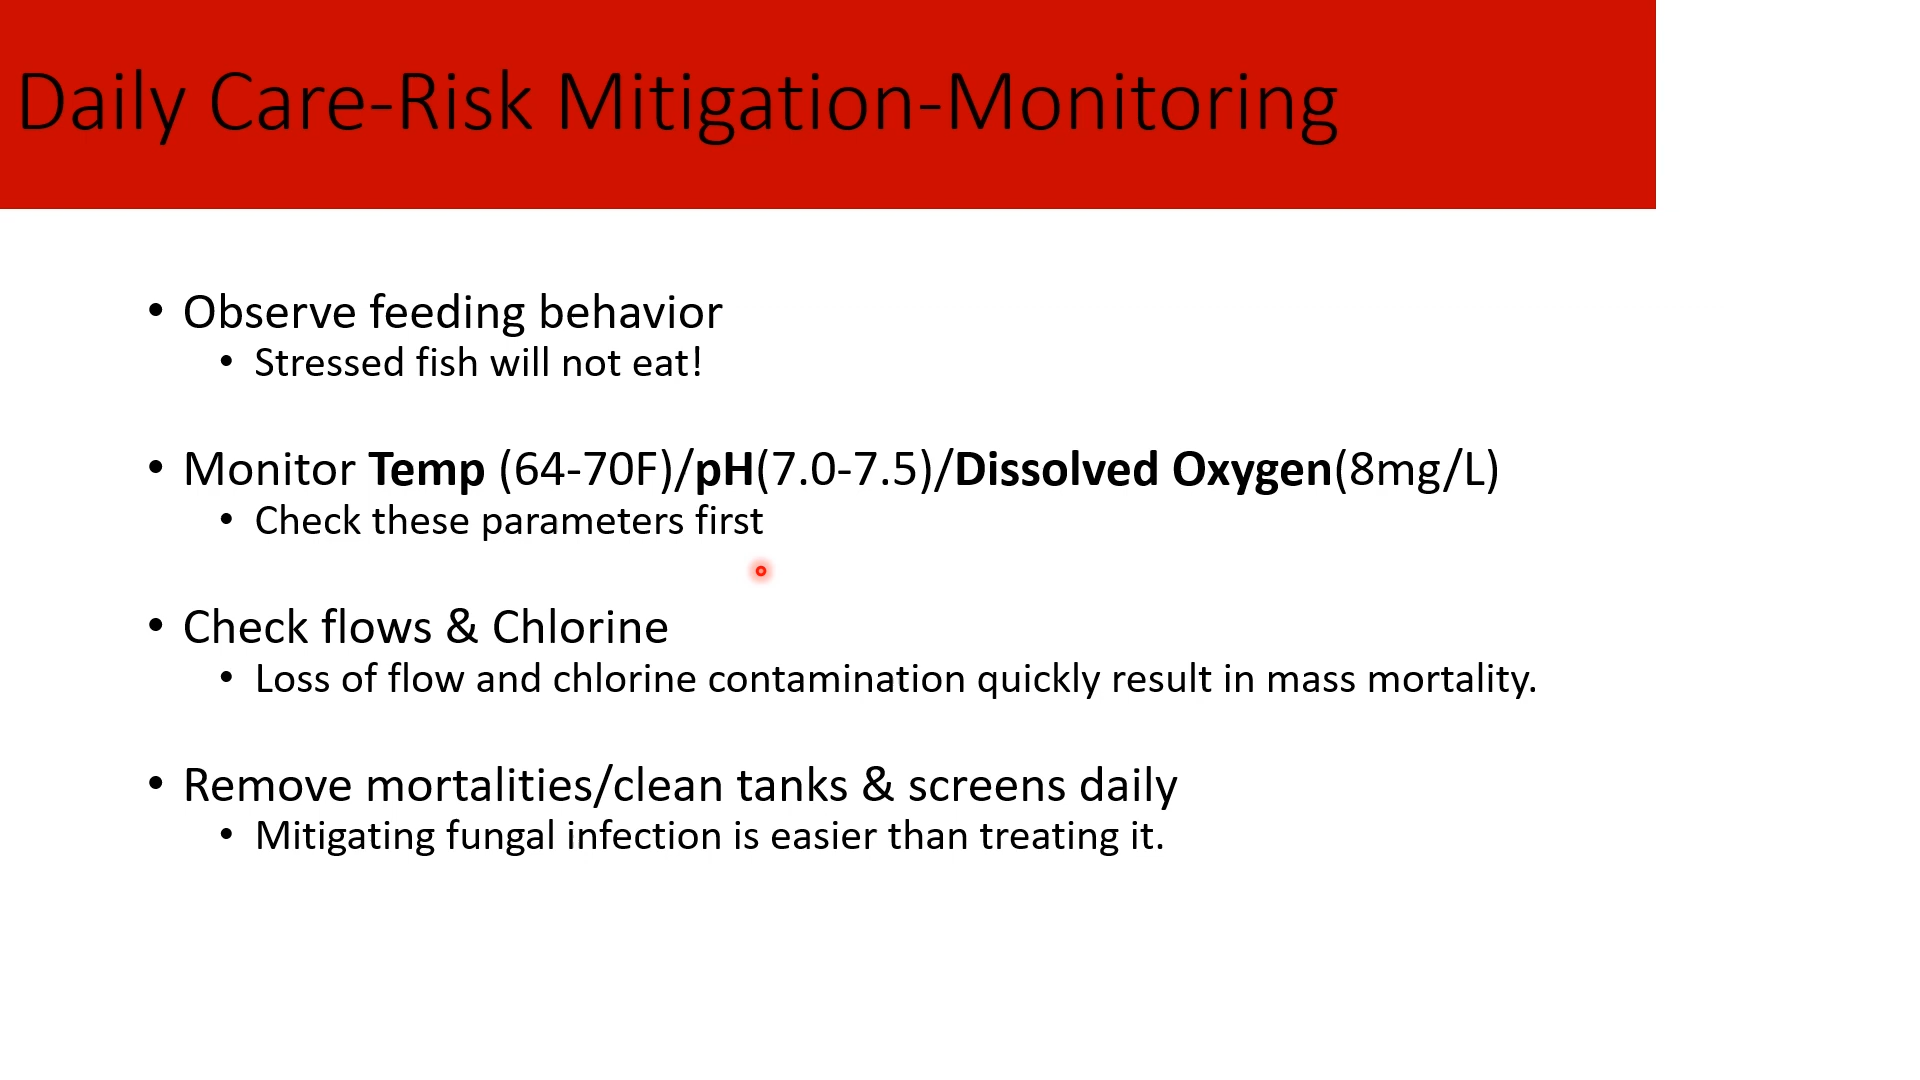 Daily Care-Risk Mitigation-Monitoring
• Observe feeding behavior
• Stressed fish will not eat!
• Monitor Temp (64-70F)/pH(7.0-7.5)/Dissolved Oxygen(8mg/L)
• Check these parameters first
• Check flows & Chlorine
• Loss of flow and chlorine contamination quickly result in mass mortality.
• Remove mortalities/clean tanks & screens daily
• Mitigating fungal infection is easier than treating it.